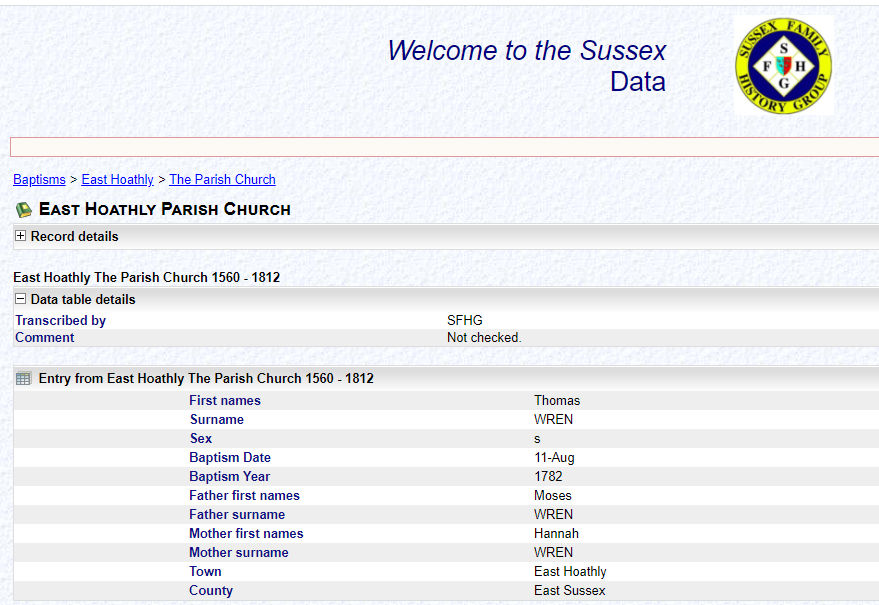 Welcome to the Sussex
Data
SUSSEX FAMILY
HISTORY GROUP
S
F H
G
Baptisms > East Hoathly > The Parish Church
East Hoathly Parish Church
Record details
East Hoathly The Parish Church 1560 - 1812
Data table details
Transcribed by SFHG
Comment Not checked.
Entry from East Hoathly The Parish Church 1560 - 1812
First names Thomas
Surname WREN
Sex s
Baptism Date 11-Aug
Baptism Year 1782
Father first names Moses
Father surname WREN
Mother first names Hannah
Mother surname WREN
Town East Hoathly
County East Sussex